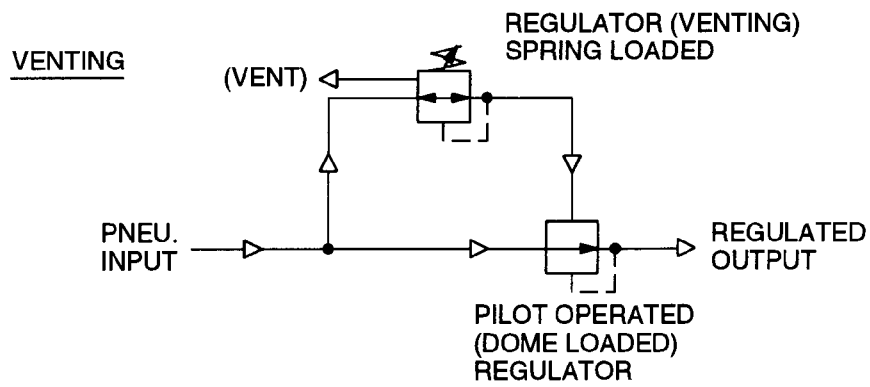 REGULATOR (VENTING)
SPRING LOADED
VENTING
(VENT)
PNEU.
INPUT
REGULATED
OUTPUT
PILOT OPERATED
(DOME LOADED)
REGULATOR